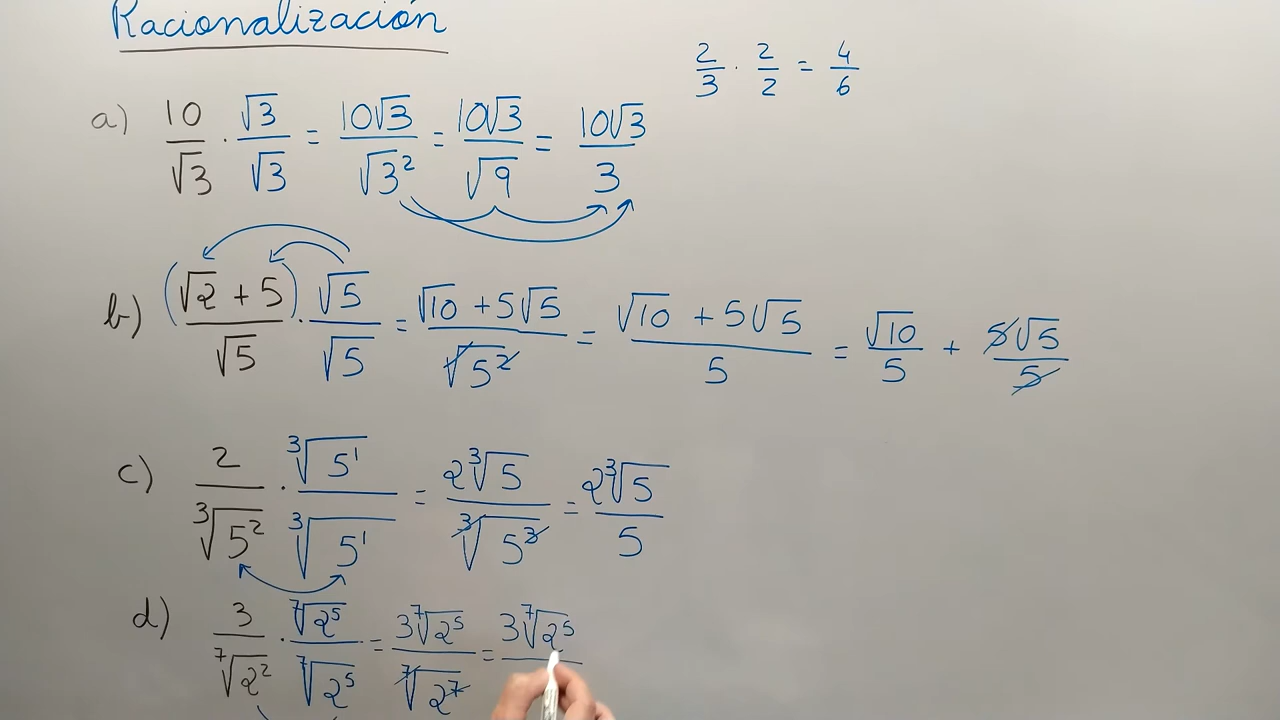 Racionalización
2/3 · 2/2 = 4/6
a) 10/√3 · √3/√3 = 10√3/√3² = 10√3/√9 = 10√3/3
b) (√2 + 5)/√5 · √5/√5 = (√10 + 5√5)/√5² = (√10 + 5√5)/5 = √10/5 + 5√5/5
c) 2/∛5² · ∛5¹/∛5¹ = 2∛5/∛5³ = 2∛5/5
d) 3/⁷√2² · ⁷√2⁵/⁷√2⁵ = 3⁷√2⁵/⁷√2⁷ = 3⁷√2⁵